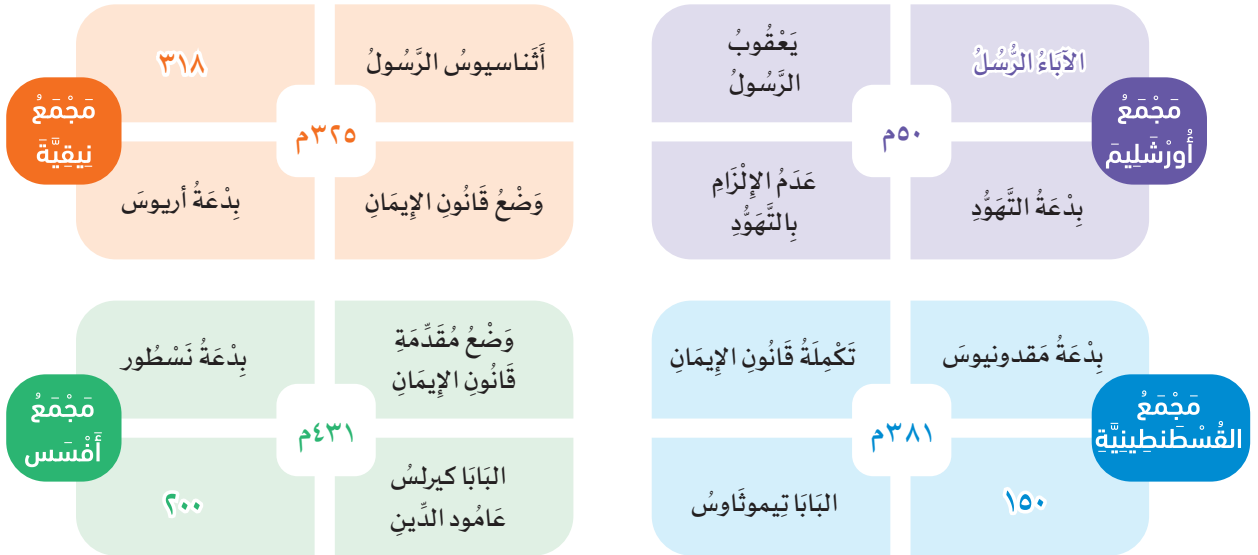 مَجْمَعُ
أُورْشَلِيمَ
الآبَاءُ الرُّسُلُ
يَعْقُوبُ
الرَّسُولُ
٥٠م
بِدْعَةُ التَّهَوُّدِ
عَدَمُ الإِلْزَامِ
بِالتَّهَوُّدِ
أَثَناسيوسُ الرَّسُولُ
٣١٨
مَجْمَعُ
نِيقِيَّةَ
٣٢٥م
وَضْعُ قَانُونِ الإِيمَانِ
بِدْعَةُ أريوسَ
مَجْمَعُ
القُسْطَنطِينِيَّةِ
بِدْعَةُ مَقدونيوسَ
تَكْمِلَةُ قَانُونِ الإِيمَانِ
٣٨١م
١٥٠
البَابَا تِيموثَاوسُ
وَضْعُ مُقَدِّمَةِ
قَانُونِ الإِيمَانِ
بِدْعَةُ نَسْطُور
مَجْمَعُ
أَفْسَس
٤٣١م
البَابَا كيرلسُ
عَامُود الدِّينِ
٢٠٠